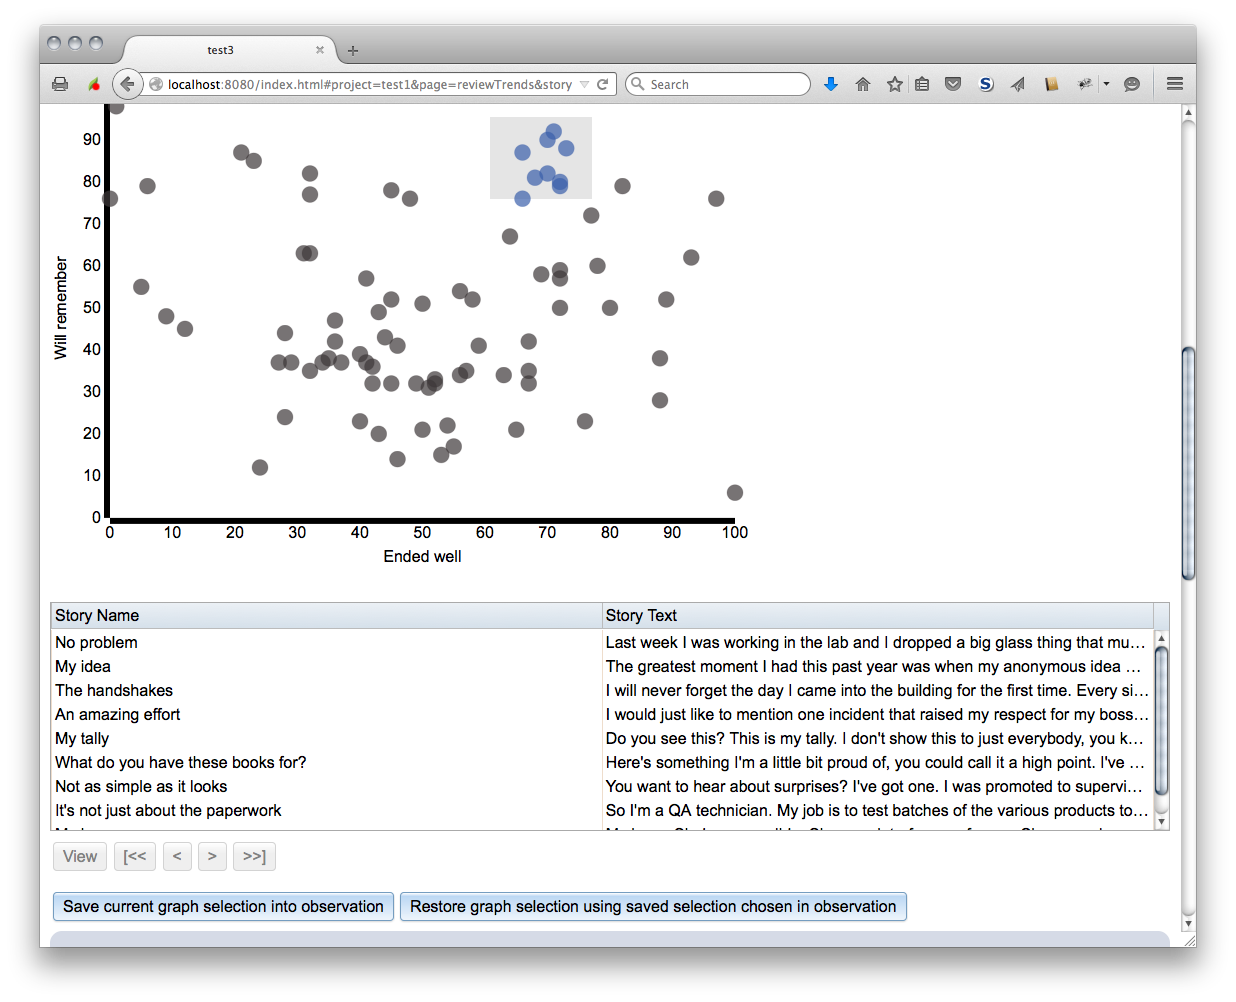 test3
localhost:8080/index.html#project=test1&page=reviewTrends&story
Search
90
80
70
60
50
40
30
20
10
0
Will remember
0 10 20 30 40 50 60 70 80 90 100
Ended well
Story Name Story Text
No problem Last week I was working in the lab and I dropped a big glass thing that mu...
My idea The greatest moment I had this past year was when my anonymous idea ...
The handshakes I will never forget the day I came into the building for the first time. Every si...
An amazing effort I would just like to mention one incident that raised my respect for my boss...
My tally Do you see this? This is my tally. I don't show this to just everybody, you k...
What do you have these books for? Here's something I'm a little bit proud of, you could call it a high point. I've ...
Not as simple as it looks You want to hear about surprises? I've got one. I was promoted to supervi...
It's not just about the paperwork So I'm a QA technician. My job is to test batches of the various products to...
View [<< < > >>]
Save current graph selection into observation Restore graph selection using saved selection chosen in observation